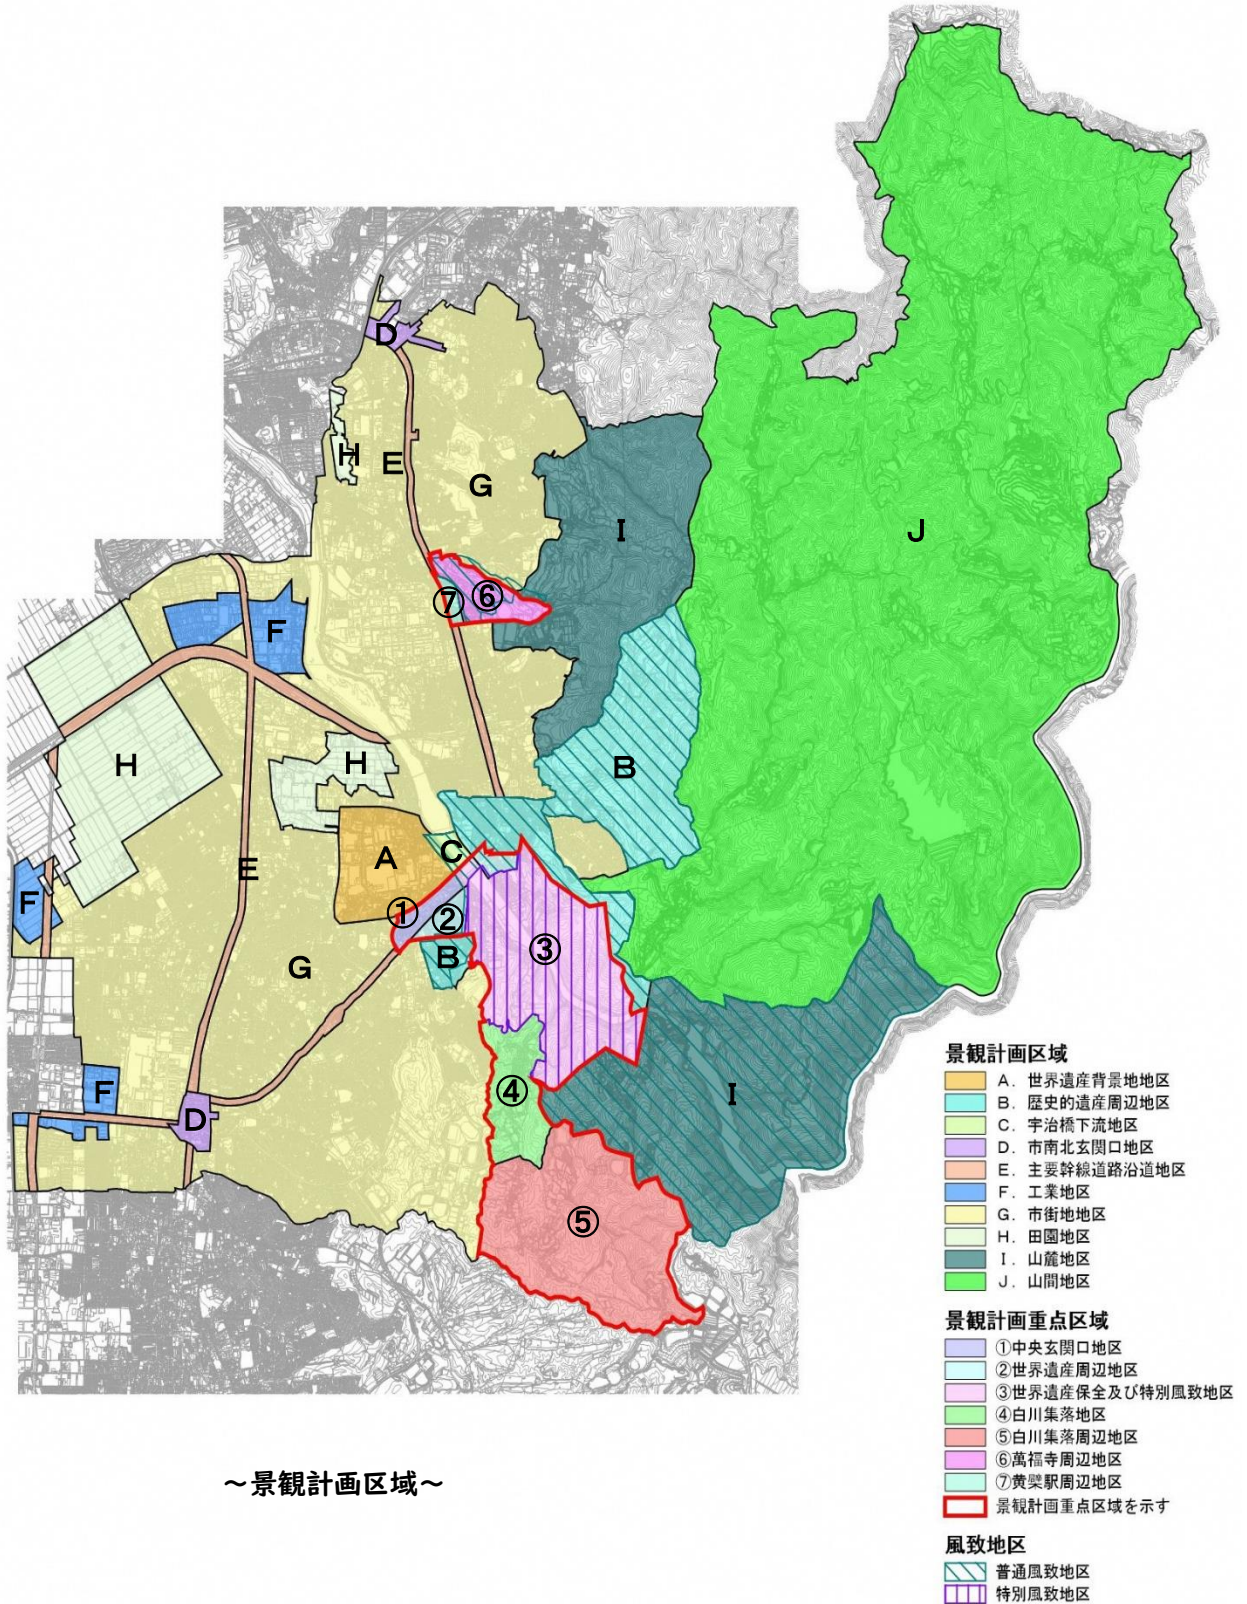 D
H
E
G
I
J
⑦
⑥
F
H
H
B
E
A
C
F
①
②
B
③
G
④
I
F
D
⑤
景観計画区域
A．世界遺産背景地地区
B．歴史的遺産周辺地区
C．宇治橋下流地区
D．市南北玄関口地区
E．主要幹線道路沿道地区
F．工業地区
G．市街地地区
H．田園地区
I．山麓地区
J．山間地区
景観計画重点区域
①中央玄関口地区
②世界遺産周辺地区
③世界遺産保全及び特別風致地区
④白川集落地区
⑤白川集落周辺地区
⑥萬福寺周辺地区
⑦黄檗駅周辺地区
景観計画重点区域を示す
風致地区
普通風致地区
特別風致地区
～景観計画区域～